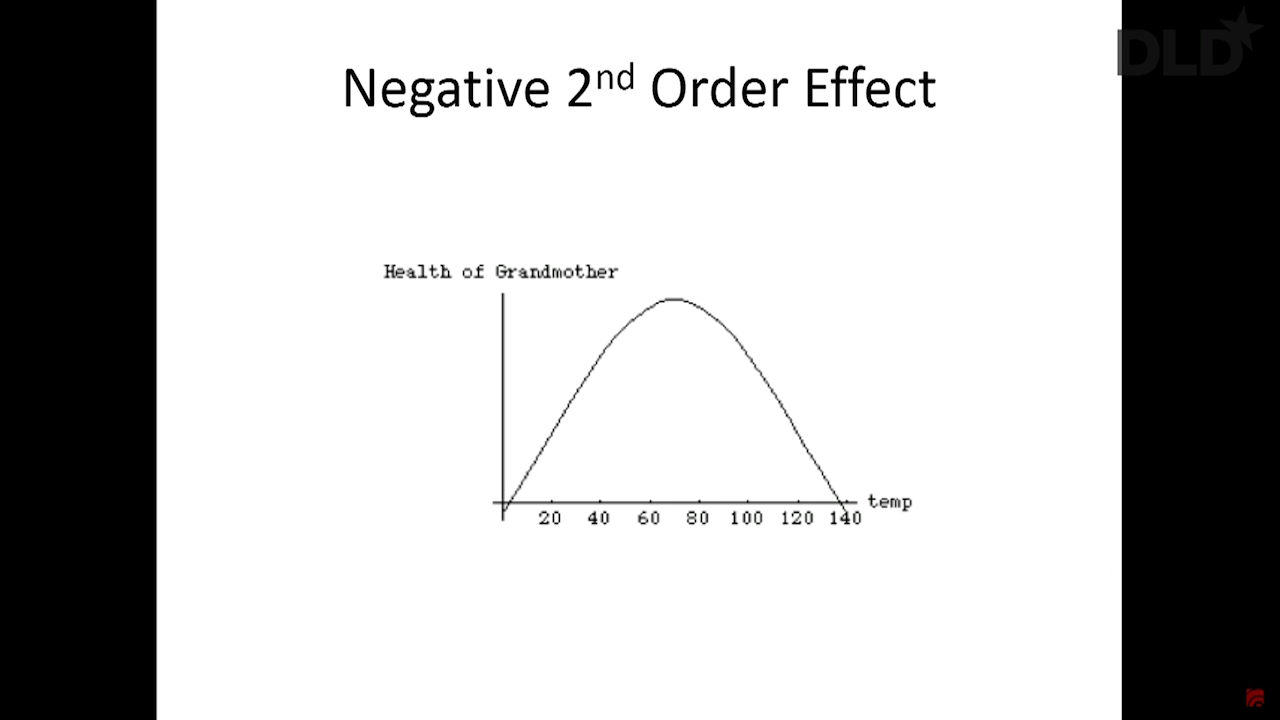 DLD
Negative 2nd Order Effect
Health of Grandmother
temp
20 40 60 80 100 120 140